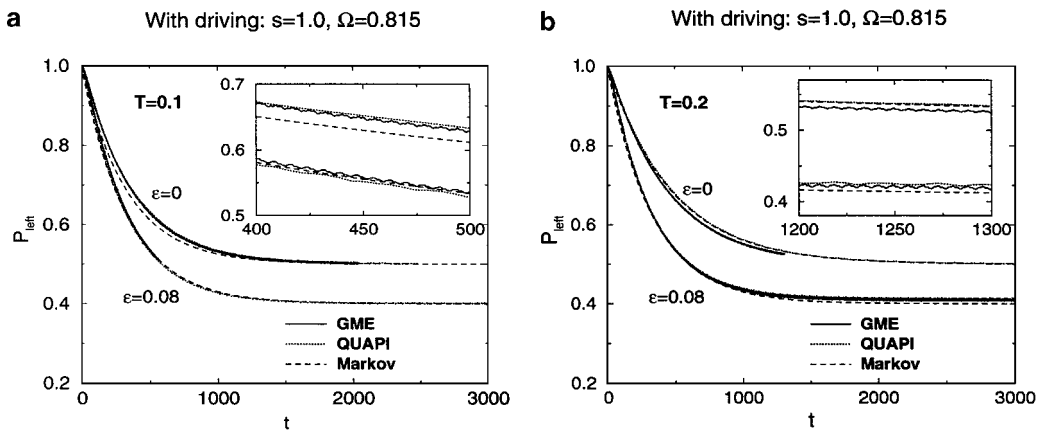 a
With driving: s=1.0, Ω=0.815
1.0
0.8
0.6
0.4
0.2
P_left
T=0.1
ε=0
ε=0.08
0.7
0.6
0.5
400
450
500
GME
QUAPI
Markov
0
1000
2000
3000
t
b
With driving: s=1.0, Ω=0.815
1.0
0.8
0.6
0.4
0.2
P_left
T=0.2
ε=0
ε=0.08
0.5
0.4
1200
1250
1300
GME
QUAPI
Markov
0
1000
2000
3000
t